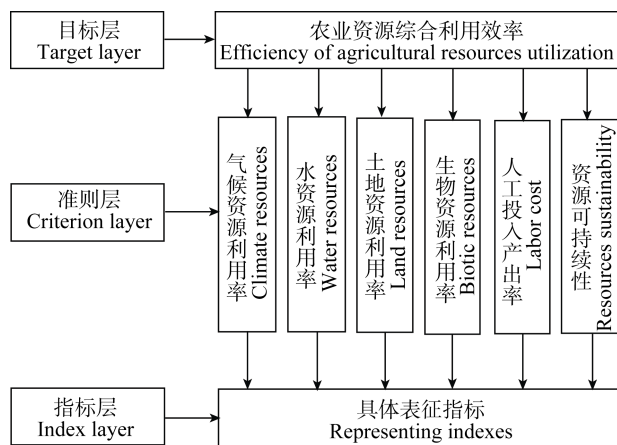 目标层
Target layer
农业资源综合利用效率
Efficiency of agricultural resources utilization
准则层
Criterion layer
气候资源利用率
Climate resources
水资源利用率
Water resources
土地资源利用率
Land resources
生物资源利用率
Biotic resources
人工投入产出率
Labor cost
资源可持续性
Resources sustainability
指标层
Index layer
具体表征指标
Representing indexes